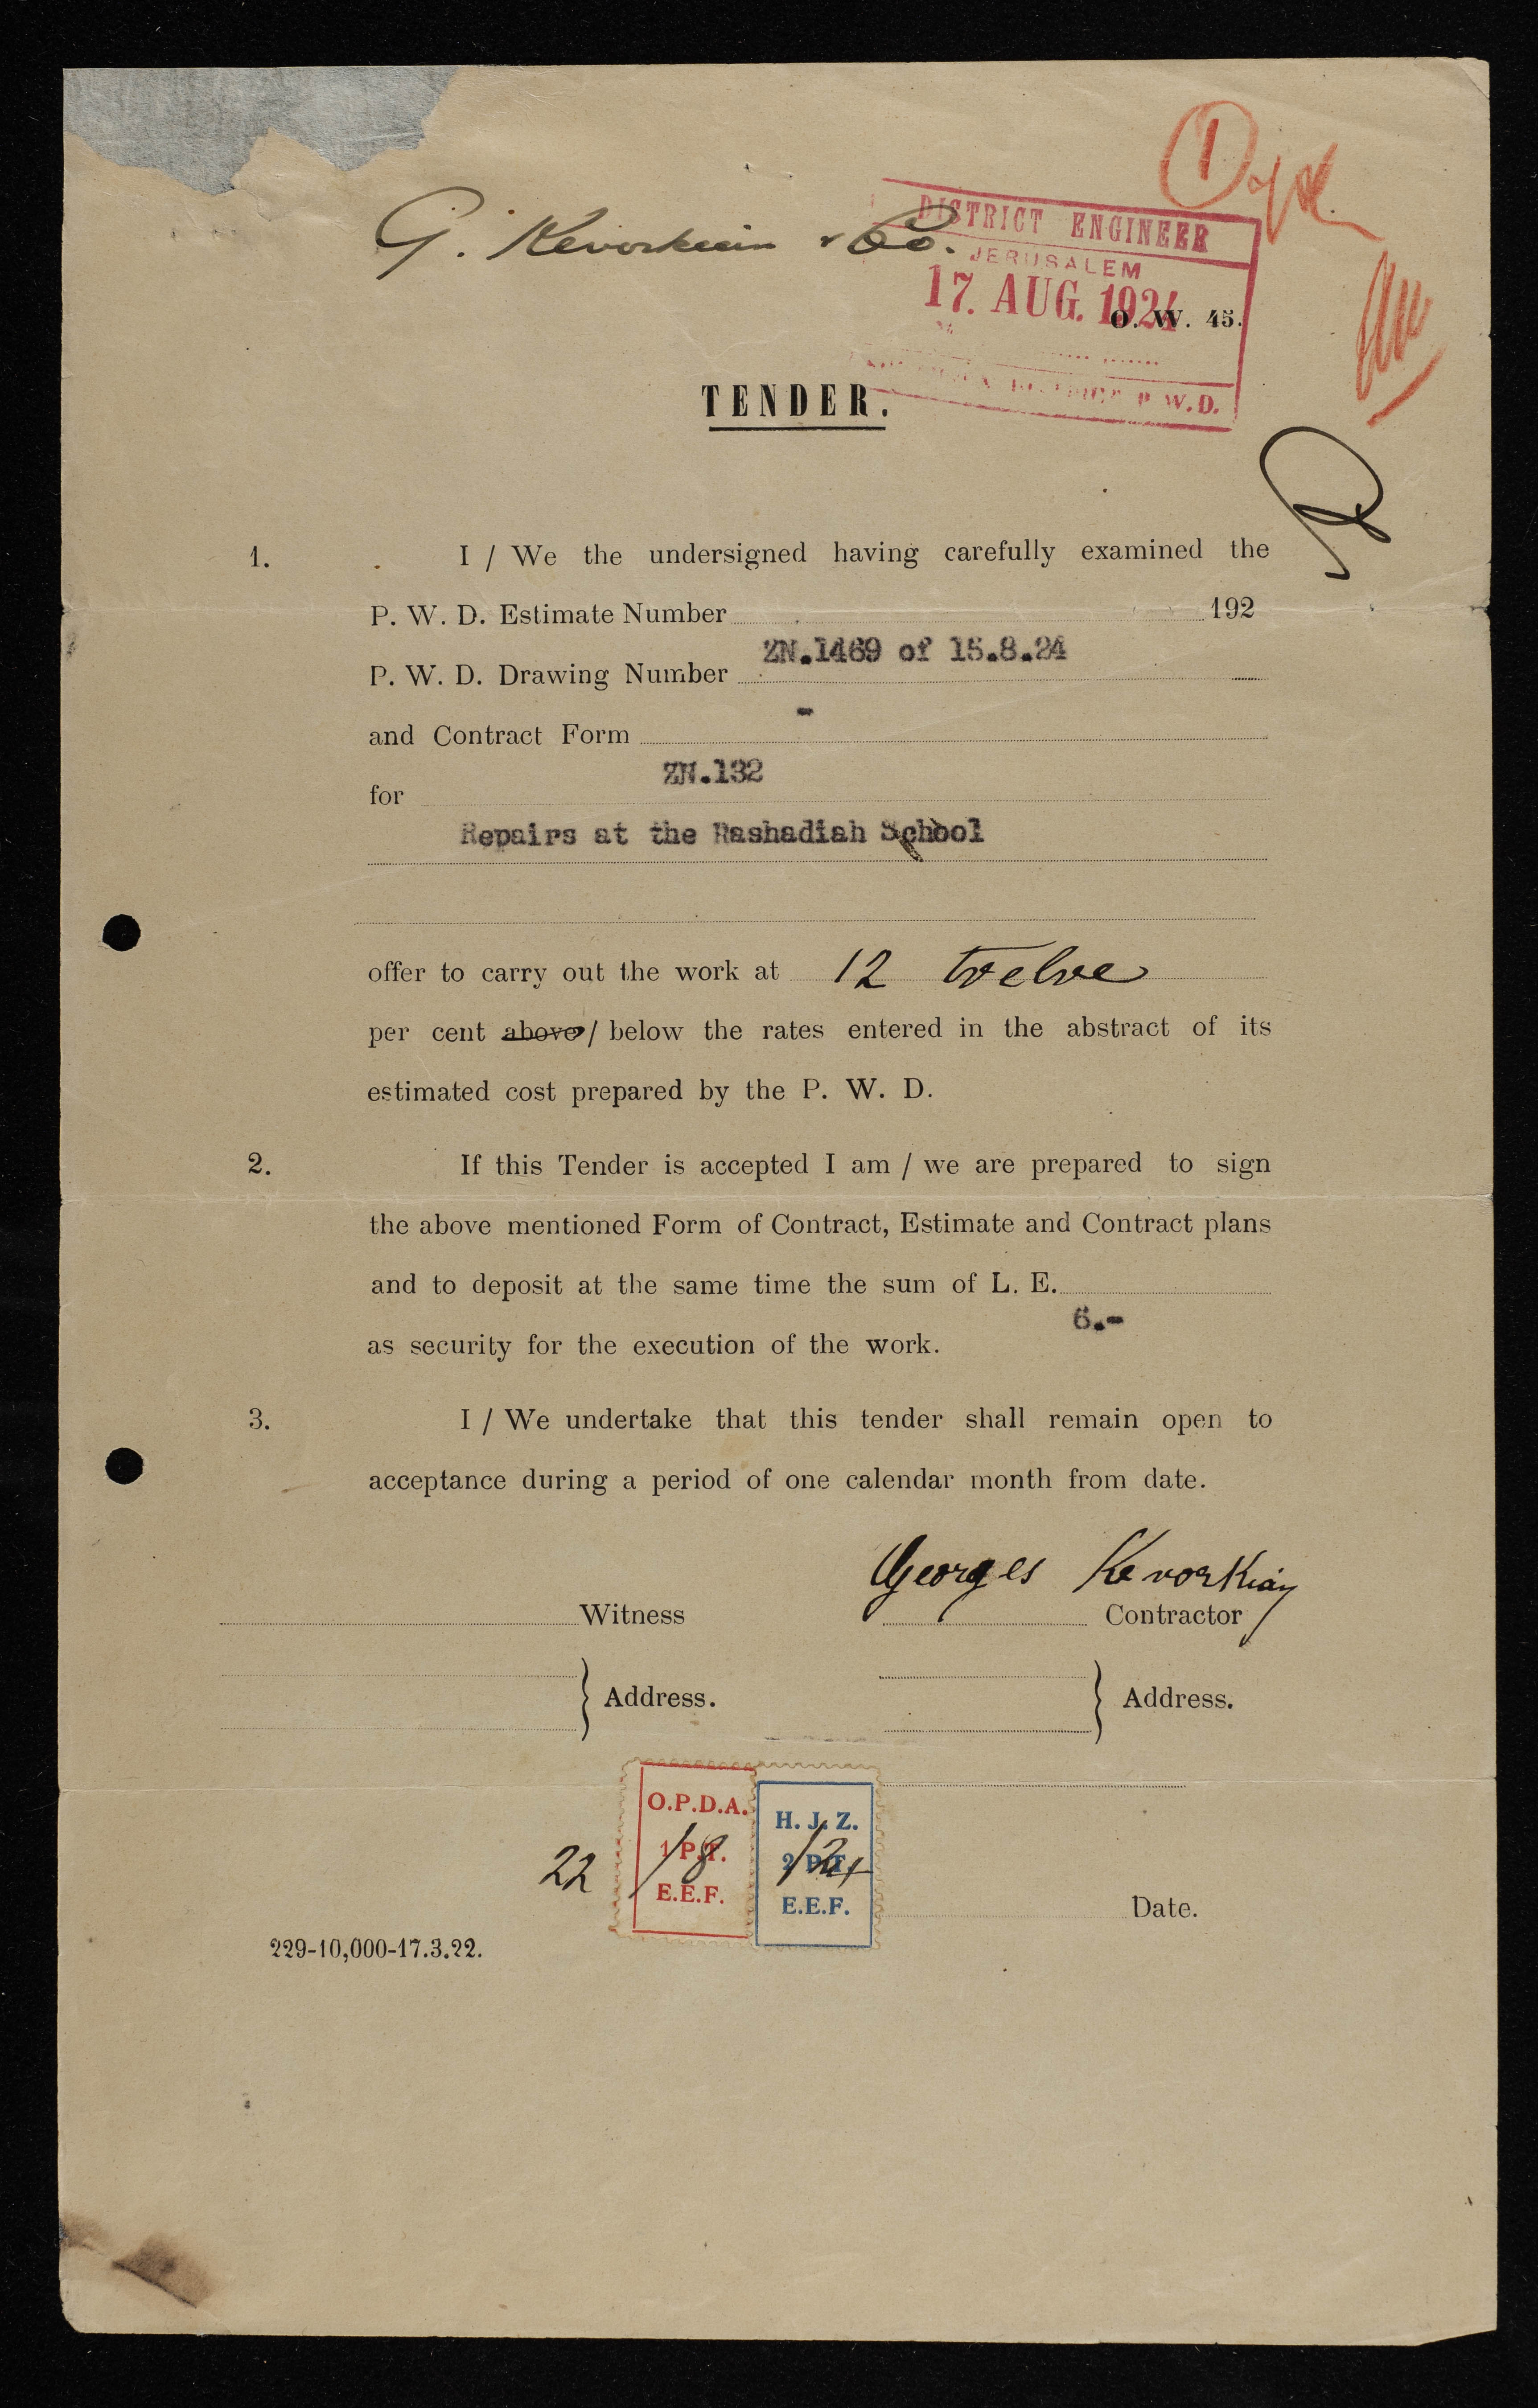 G. Kevorkian & Co.
1
DISTRICT ENGINEER
JERUSALEM
17. AUG. 1924
O. W. 45.
P. W. D.
TENDER.
1. I / We the undersigned having carefully examined the
P. W. D. Estimate Number 192
ZN.1469 of 15.8.24
P. W. D. Drawing Number
-
and Contract Form
ZN.132
for
Repairs at the Rashadiah School
offer to carry out the work at 12 twelve
per cent above / below the rates entered in the abstract of its
estimated cost prepared by the P. W. D.
2. If this Tender is accepted I am / we are prepared to sign
the above mentioned Form of Contract, Estimate and Contract plans
and to deposit at the same time the sum of L. E.
6.-
as security for the execution of the work.
3. I / We undertake that this tender shall remain open to
acceptance during a period of one calendar month from date.
Georges Kevorkian
Witness Contractor
Address. Address.
O.P.D.A. H. J. Z.
1 P.T. 2 P.T.
E.E.F. E.E.F.
22/8/24
Date.
229-10,000-17.3.22.